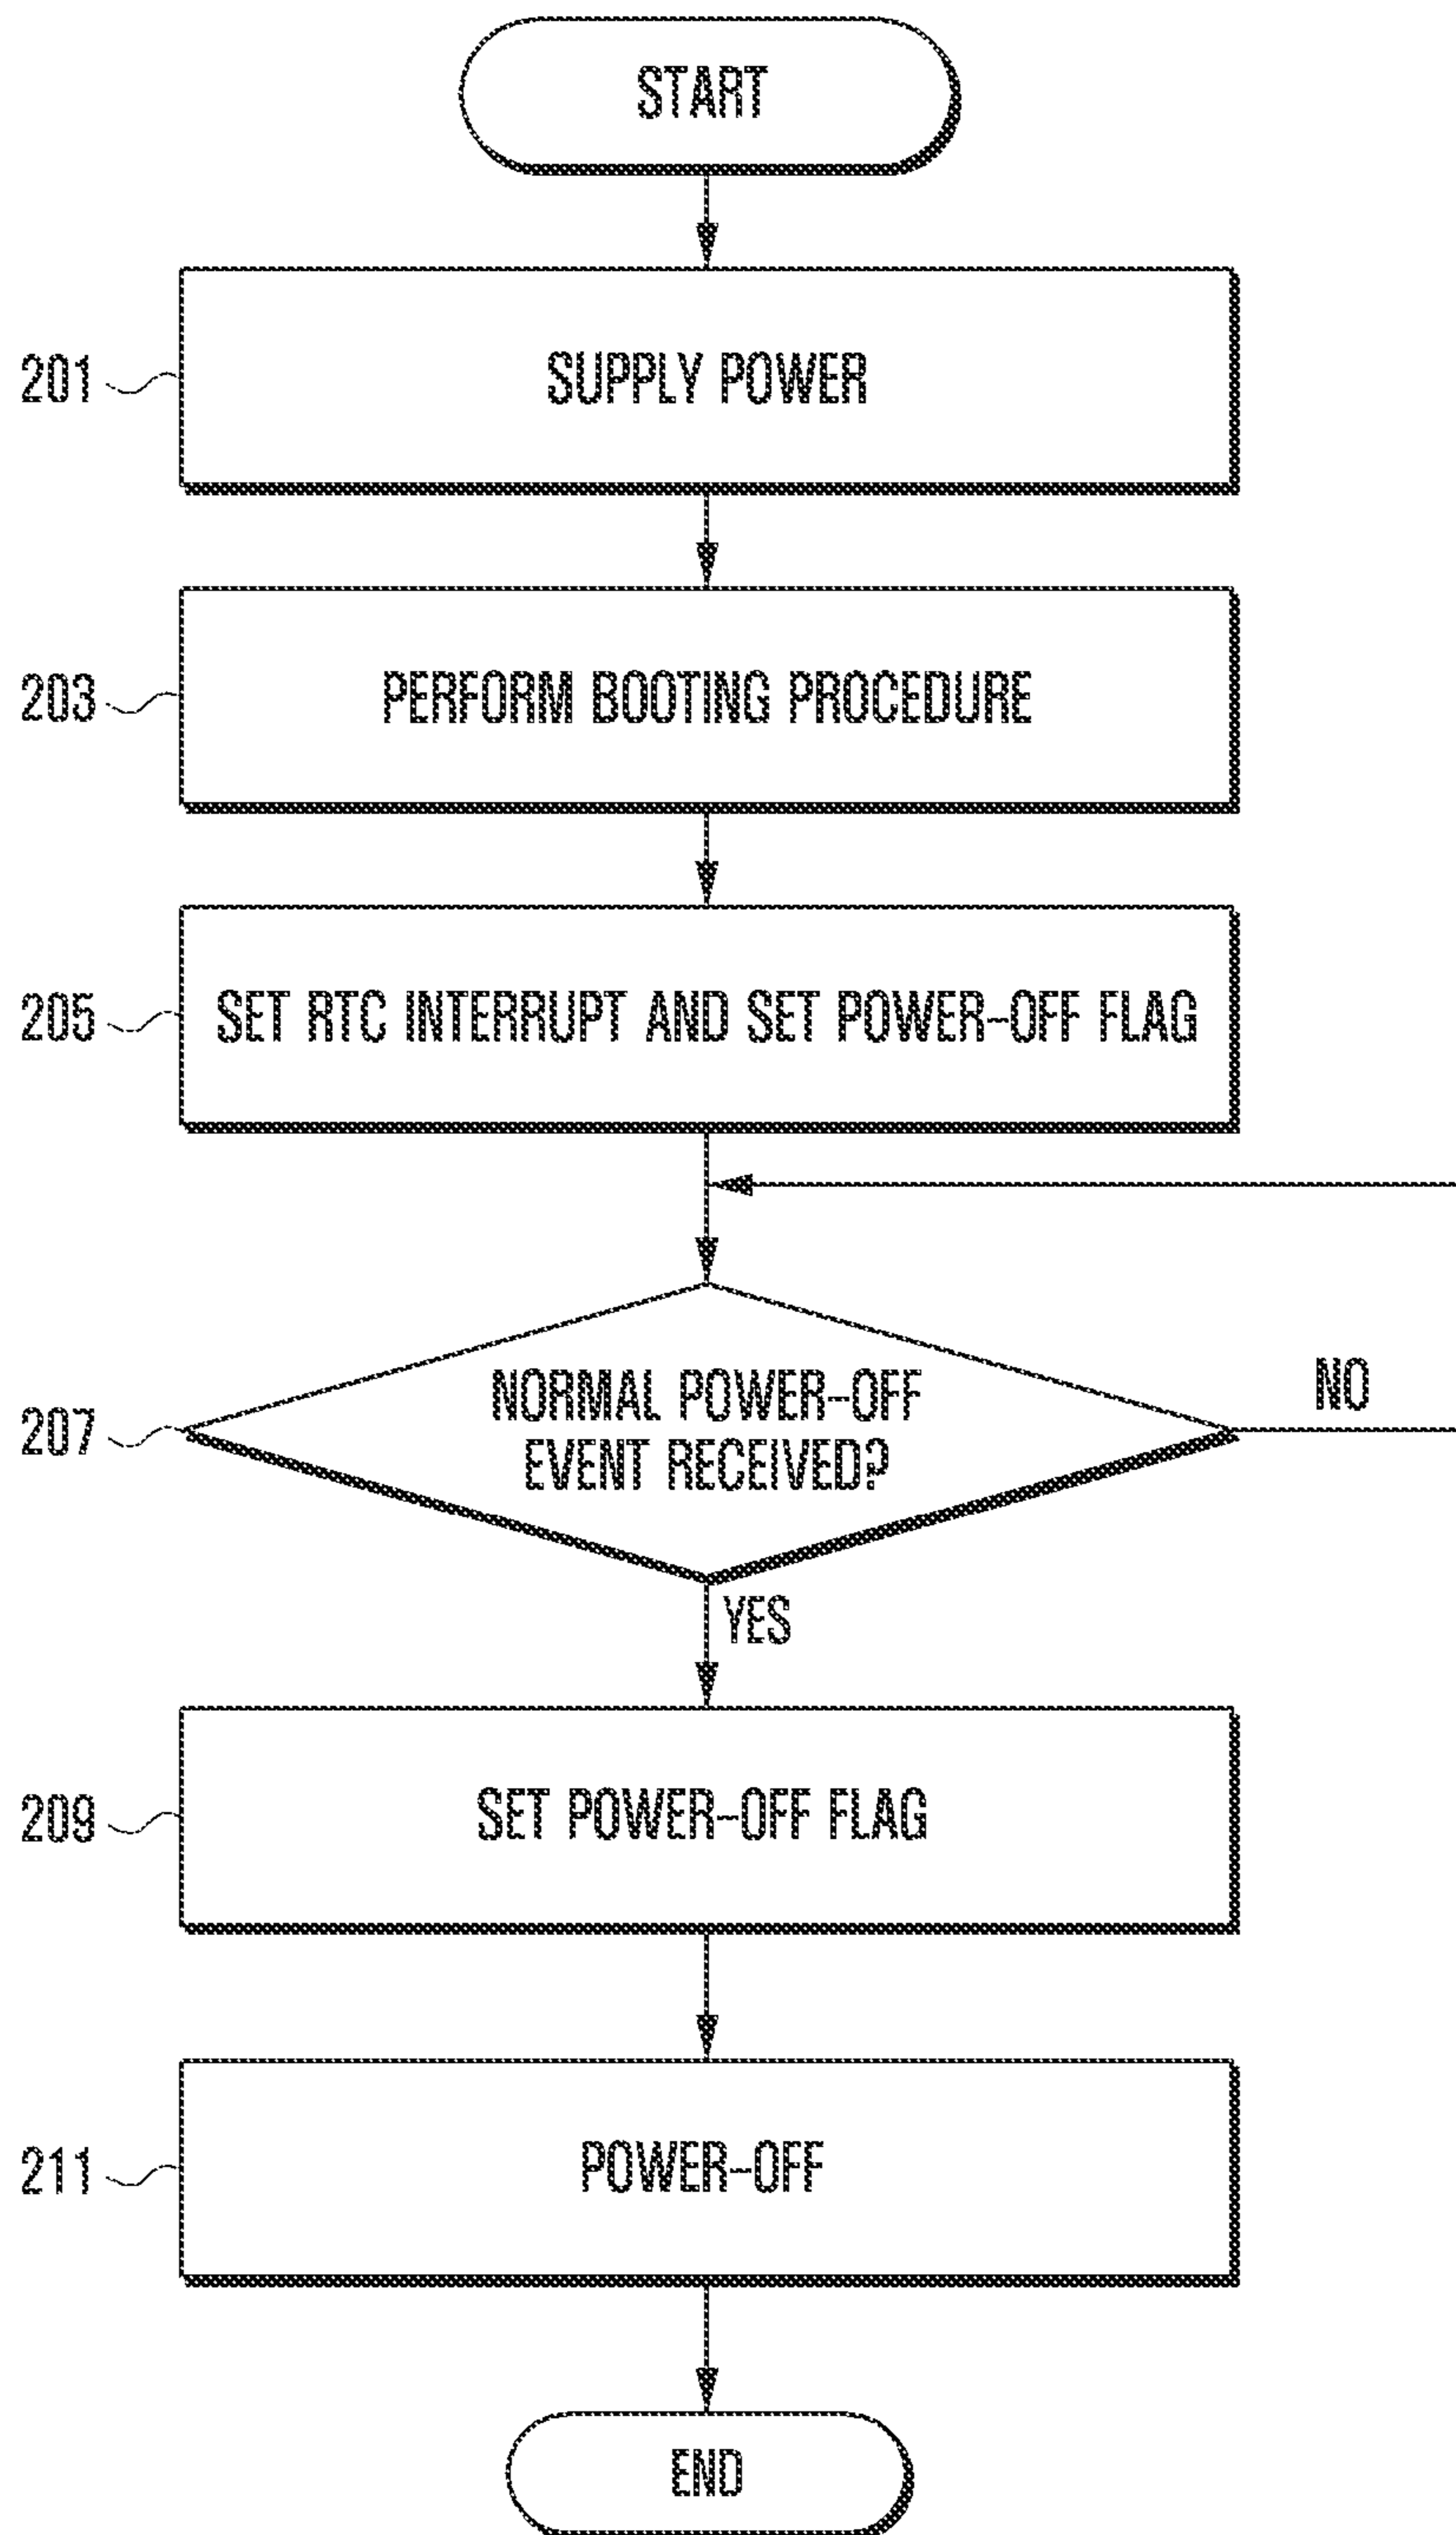 START
201
SUPPLY POWER
203
PERFORM BOOTING PROCEDURE
205
SET RTC INTERRUPT AND SET POWER-OFF FLAG
207
NORMAL POWER-OFF
EVENT RECEIVED?
NO
YES
209
SET POWER-OFF FLAG
211
POWER-OFF
END